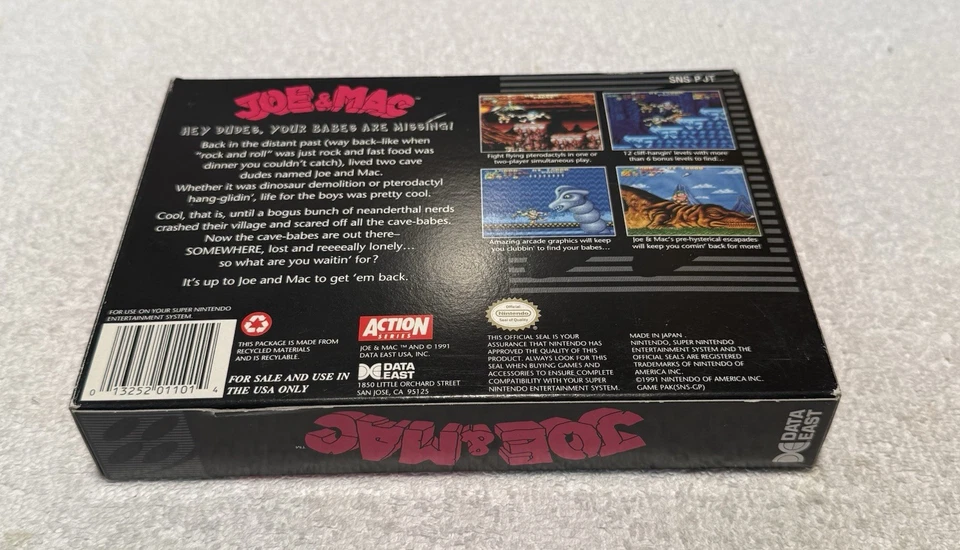 SNS-PJT
JOE & MAC™
HEY DUDES, YOUR BABES ARE MISSING!
Back in the distant past (way back–like when
"rock and roll" was just rock and fast food was
dinner you couldn't catch), lived two cave
dudes named Joe and Mac.
Whether it was dinosaur demolition or pterodactyl
hang-glidin', life for the boys was pretty cool.
Cool, that is, until a bogus bunch of neanderthal nerds
crashed their village and scared off all the cave-babes.
Now the cave-babes are out there–
SOMEWHERE, lost and reeeeally lonely...
so what are you waitin' for?
It's up to Joe and Mac to get 'em back.
Fight flying pterodactyls in one or
two-player simultaneous play.
12 cliff-hangin' levels with more
than 6 bonus levels to find...
Amazing arcade graphics will keep
you clubbin' to find your babes...
Joe & Mac's pre-hysterical escapades
will keep you comin' back for more!
FOR USE ON YOUR SUPER NINTENDO
ENTERTAINMENT SYSTEM.
0 13252 01101 4
THIS PACKAGE IS MADE FROM
RECYCLED MATERIALS
AND IS RECYCLABLE.
FOR SALE AND USE IN
THE USA ONLY
ACTION
SERIES
JOE & MAC ™ AND © 1991
DATA EAST USA, INC.
DATA
EAST
1850 LITTLE ORCHARD STREET
SAN JOSE, CA 95125
Official
Nintendo
Seal of Quality
THIS OFFICIAL SEAL IS YOUR
ASSURANCE THAT NINTENDO HAS
APPROVED THE QUALITY OF THIS
PRODUCT. ALWAYS LOOK FOR THIS
SEAL WHEN BUYING GAMES AND
ACCESSORIES TO ENSURE COMPLETE
COMPATIBILITY WITH YOUR SUPER
NINTENDO ENTERTAINMENT SYSTEM.
MADE IN JAPAN
NINTENDO, SUPER NINTENDO
ENTERTAINMENT SYSTEM AND THE
OFFICIAL SEALS ARE REGISTERED
TRADEMARKS OF NINTENDO OF
AMERICA INC.
©1991 NINTENDO OF AMERICA INC.
GAME PAK(SNS-GP)
JOE & MAC™
DATA
EAST